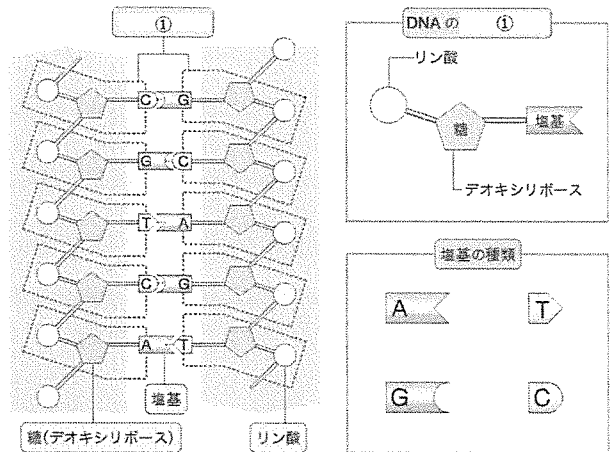 ①
C G
G C
T A
C G
A T
塩基
糖(デオキシリボース)
リン酸
DNAの ①
リン酸
糖
塩基
デオキシリボース
塩基の種類
A T
G C